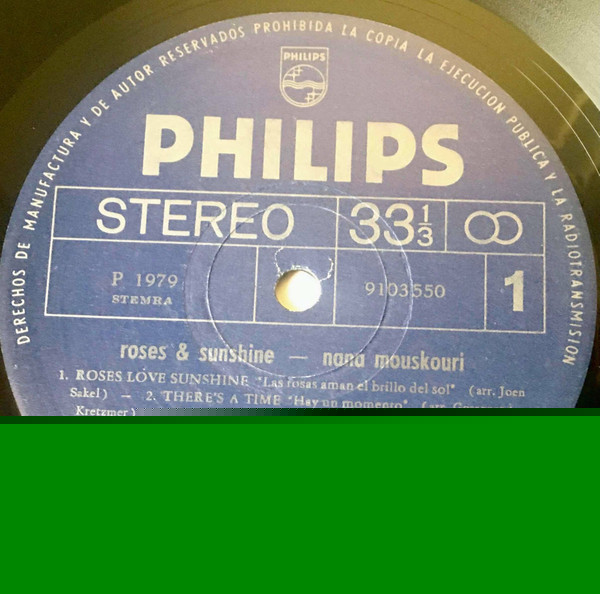 DERECHOS DE MANUFACTURA Y DE AUTOR RESERVADOS PROHIBIDA LA COPIA LA EJECUCION PUBLICA Y LA RADIOTRANSMISION
PHILIPS
PHILIPS
STEREO 33⅓
P 1979
STEMRA
9103550
1
roses & sunshine — nana mouskouri
1. ROSES LOVE SUNSHINE "Las rosas aman el brillo del sol" (arr. Joen
Sakel) — 2. THERE'S A TIME "Hay un momento" (arr.
Kretzmer)